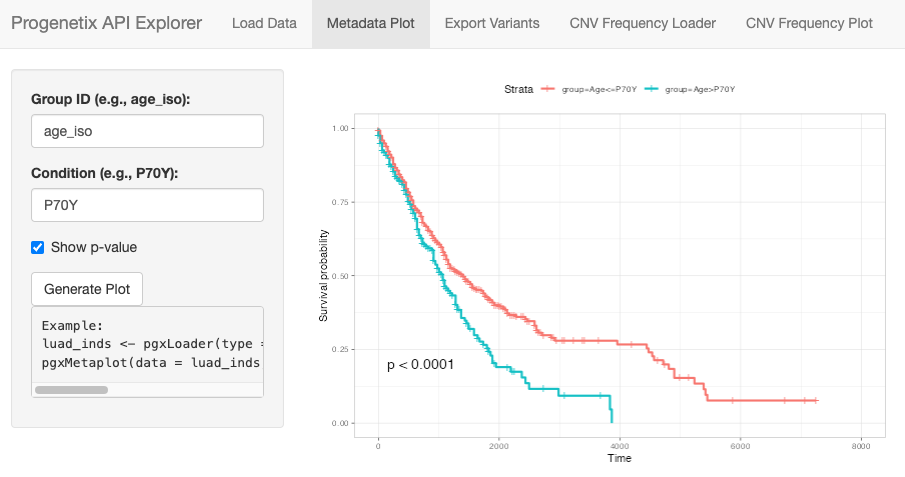 Progenetix API Explorer Load Data Metadata Plot Export Variants CNV Frequency Loader CNV Frequency Plot
Group ID (e.g., age_iso):
age_iso
Condition (e.g., P70Y):
P70Y
Show p-value
Generate Plot
Example:
luad_inds <- pgxLoader(type =
pgxMetaplot(data = luad_inds
Strata group=Age<=P70Y group=Age>P70Y
1.00
0.75
0.50
0.25
0.00
Survival probability
p < 0.0001
0 2000 4000 6000 8000
Time